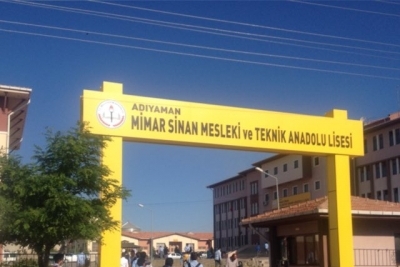 ADIYAMAN
MİMAR SİNAN MESLEKİ ve TEKNİK ANADOLU LİSESİ